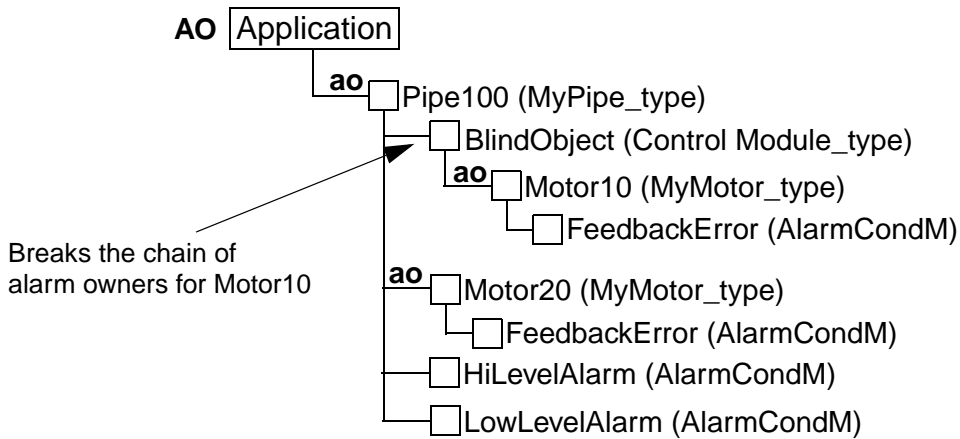 AO Application
ao Pipe100 (MyPipe_type)
BlindObject (Control Module_type)
ao Motor10 (MyMotor_type)
FeedbackError (AlarmCondM)
Breaks the chain of
alarm owners for Motor10
ao Motor20 (MyMotor_type)
FeedbackError (AlarmCondM)
HiLevelAlarm (AlarmCondM)
LowLevelAlarm (AlarmCondM)